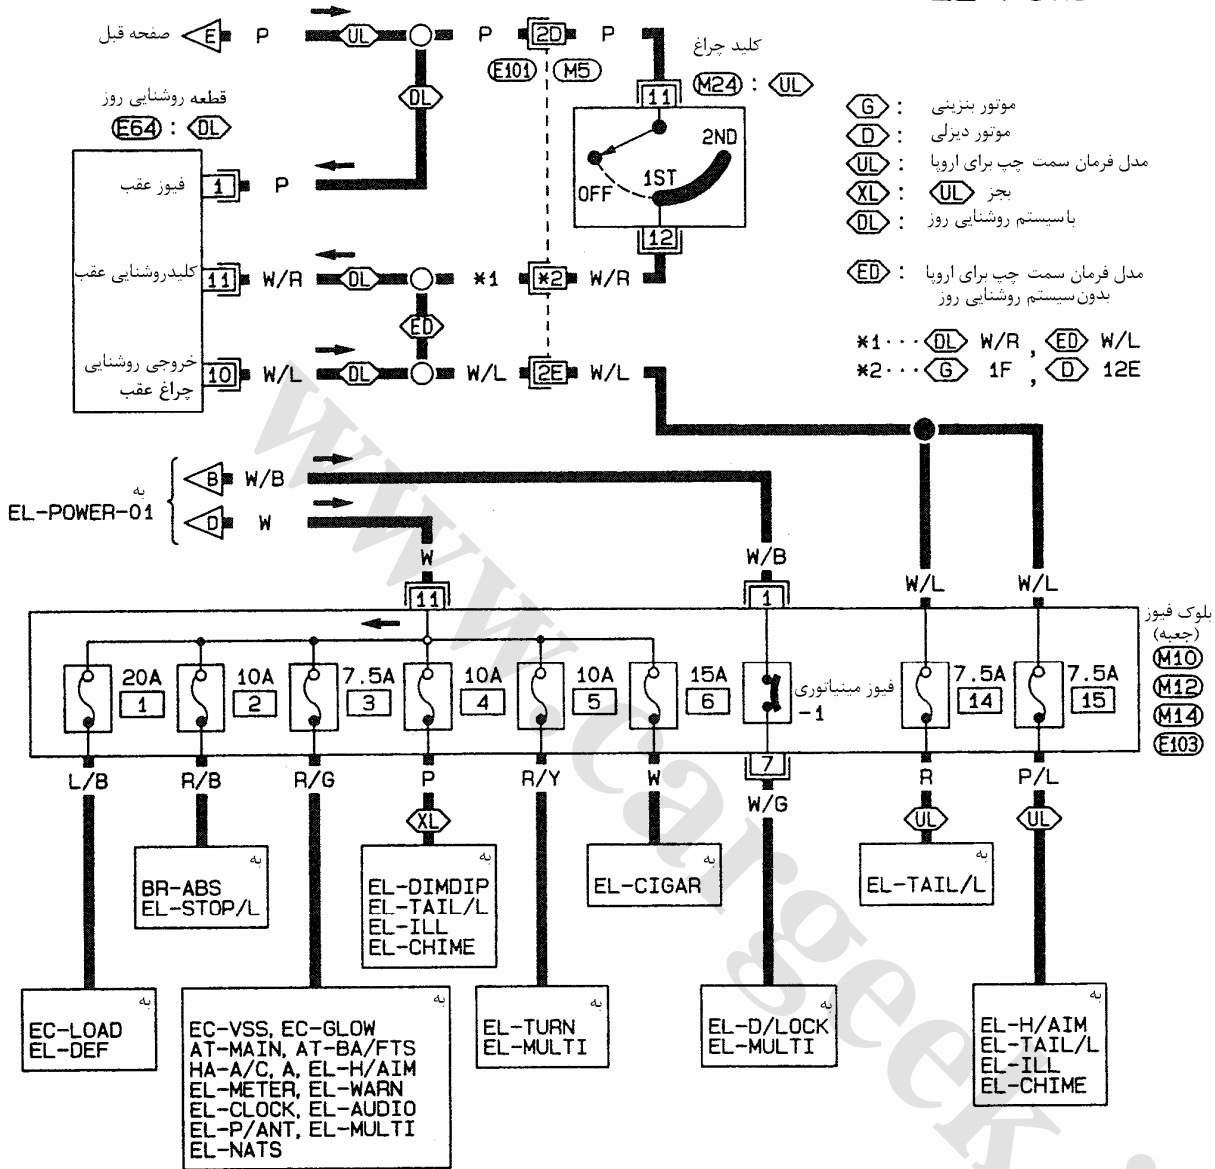 صفحه قبل
E
P
UL
P
2D
P
E101
M5
کلید چراغ
M24 : UL
11
2ND
1ST
OFF
12
DL
قطعه روشنایی روز
E64 : DL
فیوز عقب
1
P
کلیدروشنایی عقب
11
W/R
DL
*1
*2
W/R
ED
خروجی روشنایی
چراغ عقب
10
W/L
DL
W/L
2E
W/L
G : موتور بنزینی
D : موتور دیزلی
UL : مدل فرمان سمت چپ برای اروپا
XL : بجز UL
DL : باسیستم روشنایی روز
ED : مدل فرمان سمت چپ برای اروپا
بدون سیستم روشنایی روز
*1··· DL W/R , ED W/L
*2··· G 1F , D 12E
به
EL-POWER-01
B
W/B
D
W
W
11
W/B
1
W/L
W/L
بلوک فیوز
(جعبه)
M10
M12
M14
E103
20A
1
10A
2
7.5A
3
10A
4
10A
5
15A
6
فیوز مینیاتوری
-1
7.5A
14
7.5A
15
L/B
R/B
R/G
P
R/Y
W
7
W/G
R
P/L
XL
UL
UL
به
BR-ABS
EL-STOP/L
به
EL-DIMDIP
EL-TAIL/L
EL-ILL
EL-CHIME
به
EL-CIGAR
به
EL-TAIL/L
به
EC-LOAD
EL-DEF
به
EC-VSS, EC-GLOW
AT-MAIN, AT-BA/FTS
HA-A/C, A, EL-H/AIM
EL-METER, EL-WARN
EL-CLOCK, EL-AUDIO
EL-P/ANT, EL-MULTI
EL-NATS
به
EL-TURN
EL-MULTI
به
EL-D/LOCK
EL-MULTI
به
EL-H/AIM
EL-TAIL/L
EL-ILL
EL-CHIME
www.cargeek